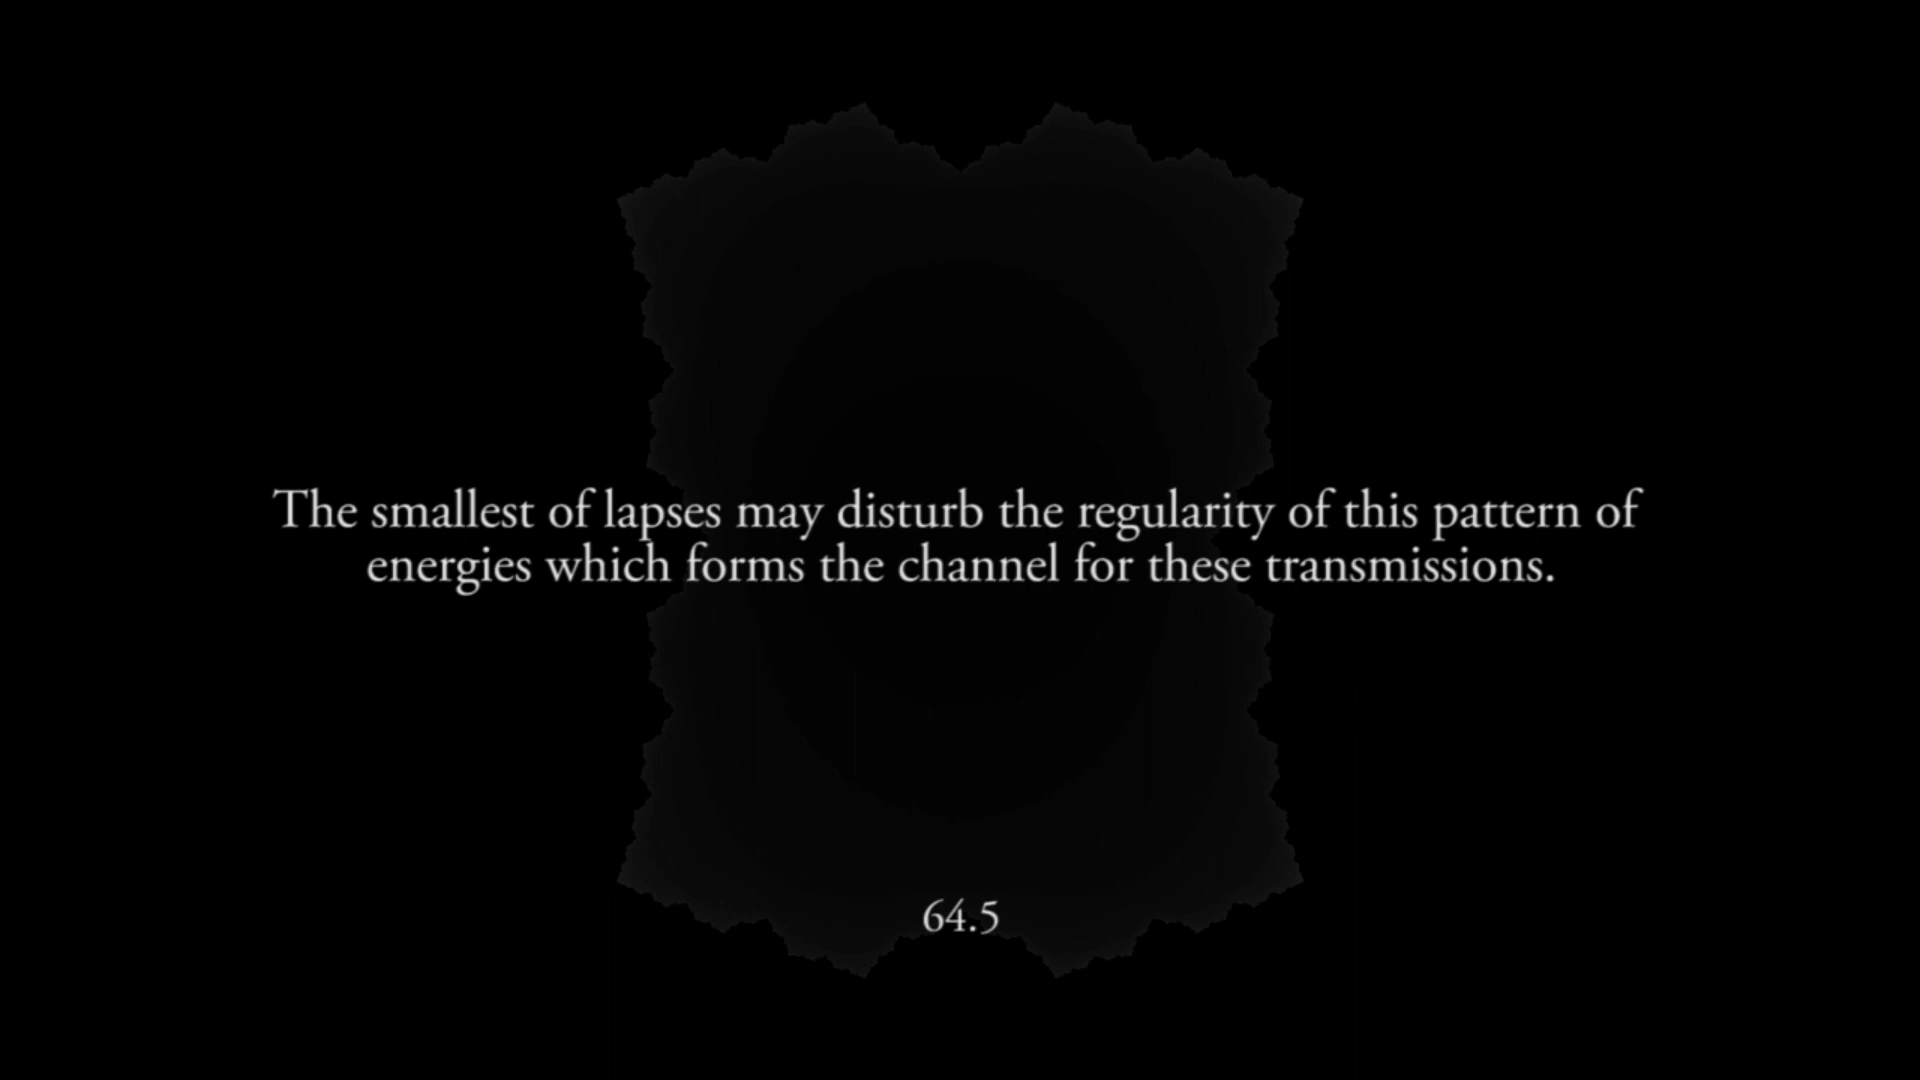 The smallest of lapses may disturb the regularity of this pattern of
energies which forms the channel for these transmissions.
64.5